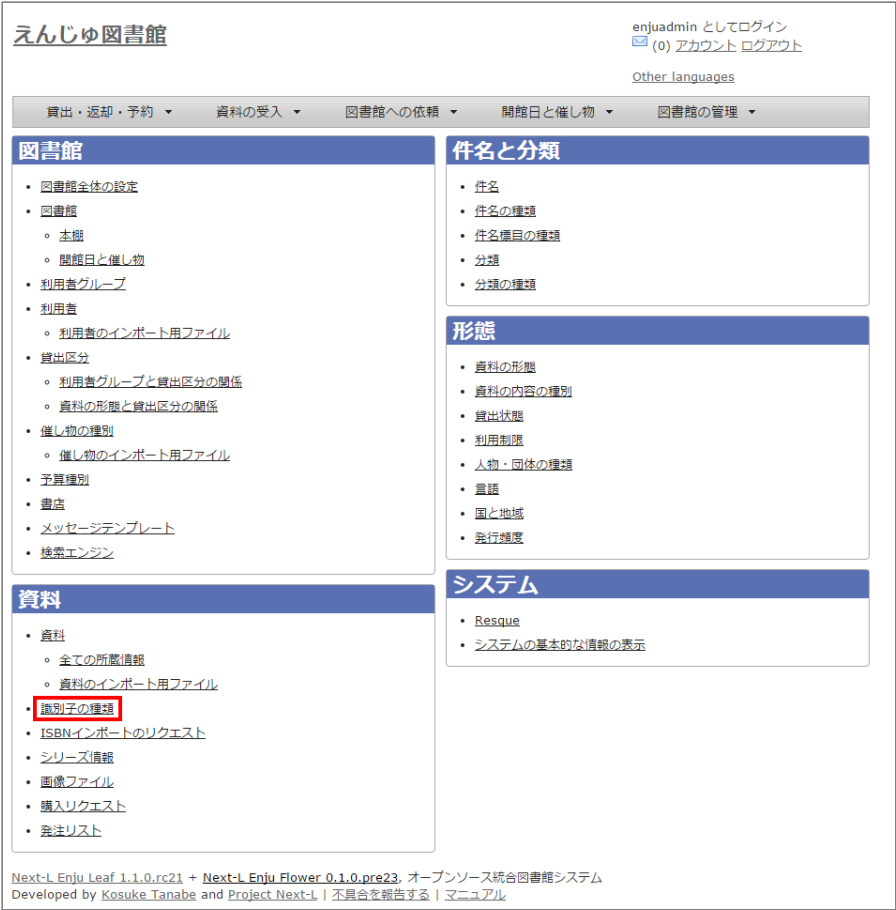 えんじゅ図書館
enjuadmin としてログイン
(0) アカウント ログアウト
Other languages
貸出・返却・予約 ▼ 資料の受入 ▼ 図書館への依頼 ▼ 開館日と催し物 ▼ 図書館の管理 ▼
図書館
・ 図書館全体の設定
・ 図書館
◦ 本棚
◦ 開館日と催し物
・ 利用者グループ
・ 利用者
◦ 利用者のインポート用ファイル
・ 貸出区分
◦ 利用者グループと貸出区分の関係
◦ 資料の形態と貸出区分の関係
・ 催し物の種別
◦ 催し物のインポート用ファイル
・ 予算種別
・ 書店
・ メッセージテンプレート
・ 検索エンジン
資料
・ 資料
◦ 全ての所蔵情報
◦ 資料のインポート用ファイル
・ 識別子の種類
・ ISBNインポートのリクエスト
・ シリーズ情報
・ 画像ファイル
・ 購入リクエスト
・ 発注リスト
件名と分類
・ 件名
・ 件名の種類
・ 件名標目の種類
・ 分類
・ 分類の種類
形態
・ 資料の形態
・ 資料の内容の種別
・ 貸出状態
・ 利用制限
・ 人物・団体の種類
・ 言語
・ 国と地域
・ 発行頻度
システム
・ Resque
・ システムの基本的な情報の表示
Next-L Enju Leaf 1.1.0.rc21 + Next-L Enju Flower 0.1.0.pre23, オープンソース統合図書館システム
Developed by Kosuke Tanabe and Project Next-L | 不具合を報告する | マニュアル